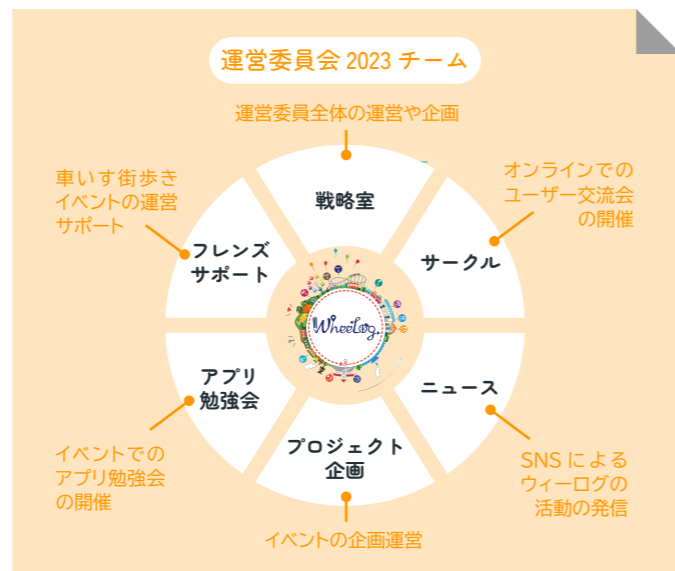 運営委員会 2023 チーム
運営委員全体の運営や企画
戦略室
オンラインでの
ユーザー交流会
の開催
サークル
ニュース
SNS による
ウィーログの
活動の発信
プロジェクト
企画
イベントの企画運営
アプリ
勉強会
イベントでの
アプリ勉強会
の開催
フレンズ
サポート
車いす街歩き
イベントの運営
サポート
WheeLog